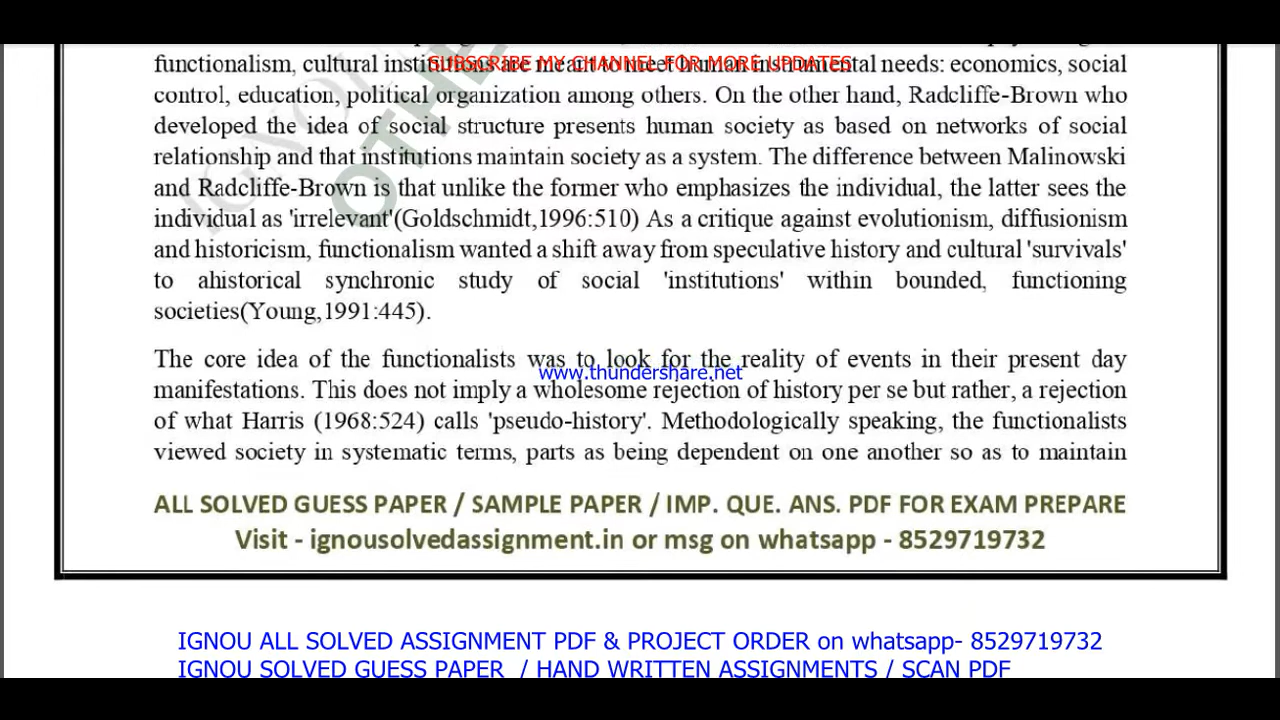 functionalism, cultural institutions are meant to meet human instrumental needs: economics, social
SUBSCRIBE MY CHANNEL FOR MORE UPDATES
control, education, political organization among others. On the other hand, Radcliffe-Brown who
developed the idea of social structure presents human society as based on networks of social
relationship and that institutions maintain society as a system. The difference between Malinowski
and Radcliffe-Brown is that unlike the former who emphasizes the individual, the latter sees the
individual as 'irrelevant'(Goldschmidt,1996:510) As a critique against evolutionism, diffusionism
and historicism, functionalism wanted a shift away from speculative history and cultural 'survivals'
to ahistorical synchronic study of social 'institutions' within bounded, functioning
societies(Young,1991:445).
The core idea of the functionalists was to look for the reality of events in their present day
www.thundershare.net
manifestations. This does not imply a wholesome rejection of history per se but rather, a rejection
of what Harris (1968:524) calls 'pseudo-history'. Methodologically speaking, the functionalists
viewed society in systematic terms, parts as being dependent on one another so as to maintain
ALL SOLVED GUESS PAPER / SAMPLE PAPER / IMP. QUE. ANS. PDF FOR EXAM PREPARE
Visit - ignousolvedassignment.in or msg on whatsapp - 8529719732
IGNOU ALL SOLVED ASSIGNMENT PDF & PROJECT ORDER on whatsapp- 8529719732
IGNOU SOLVED GUESS PAPER / HAND WRITTEN ASSIGNMENTS / SCAN PDF